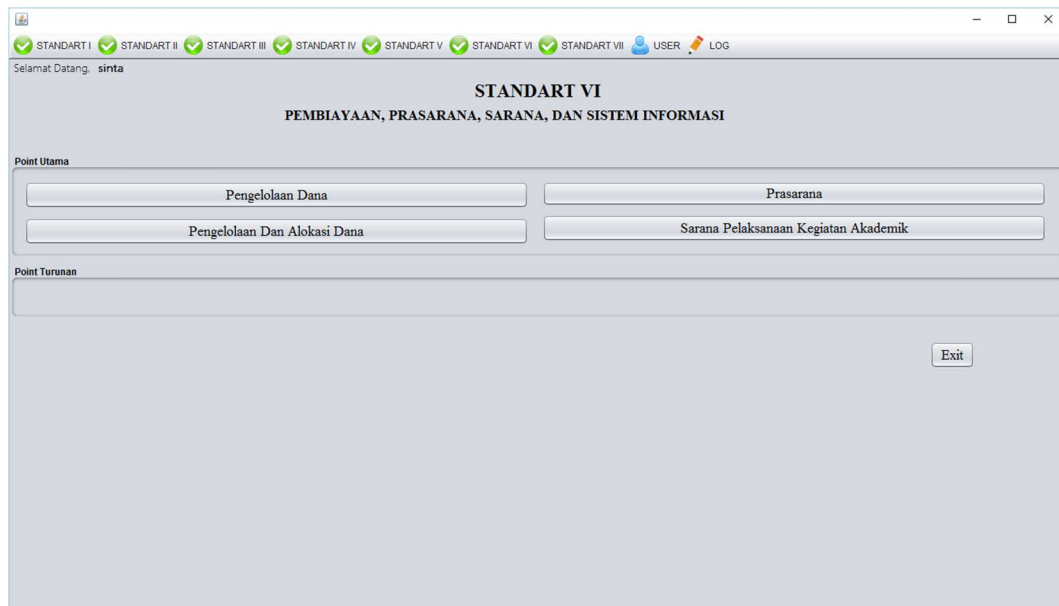 STANDART I STANDART II STANDART III STANDART IV STANDART V STANDART VI STANDART VII USER LOG
Selamat Datang, sinta
STANDART VI
PEMBIAYAAN, PRASARANA, SARANA, DAN SISTEM INFORMASI
Point Utama
Pengelolaan Dana
Prasarana
Pengelolaan Dan Alokasi Dana
Sarana Pelaksanaan Kegiatan Akademik
Point Turunan
Exit